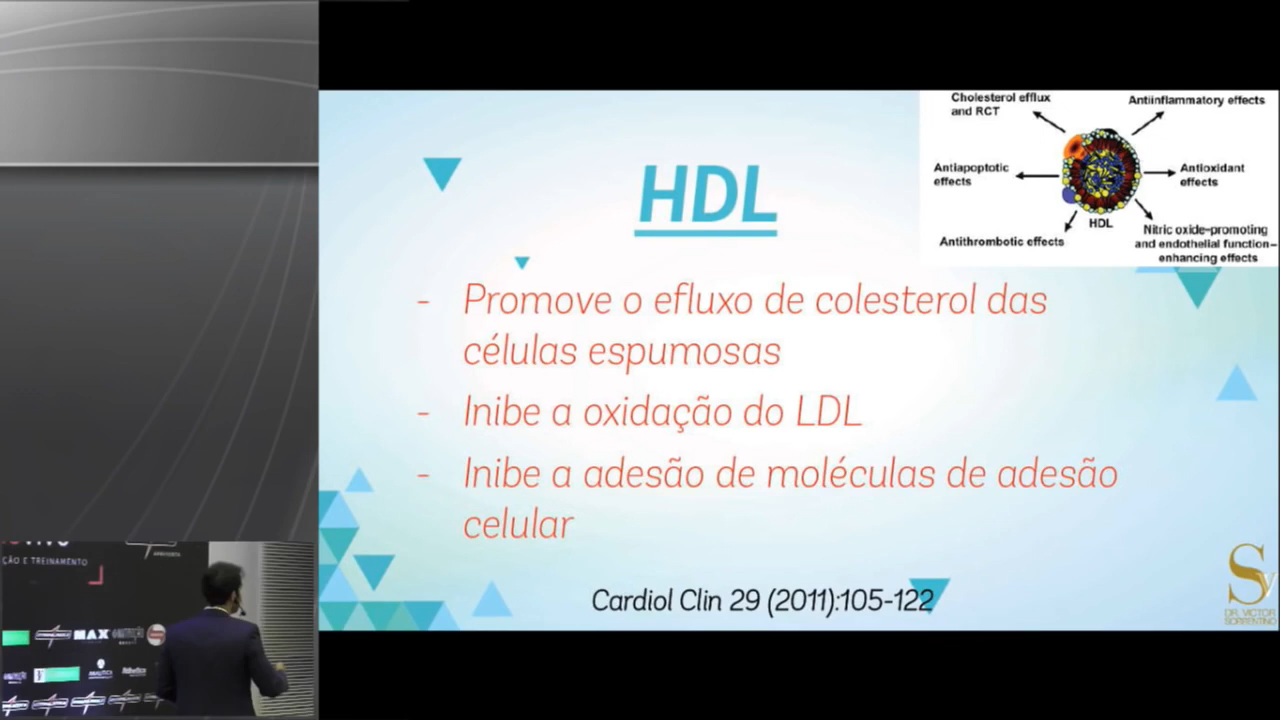 HDL
- Promove o efluxo de colesterol das
células espumosas
- Inibe a oxidação do LDL
- Inibe a adesão de moléculas de adesão
celular
Cardiol Clin 29 (2011):105-122
Cholesterol efflux
and RCT
Antiinflammatory effects
Antiapoptotic
effects
Antioxidant
effects
HDL
Antithrombotic effects
Nitric oxide-promoting
and endothelial function-
enhancing effects
DR. VICTOR
SORRENTINO
ÇÃO E TREINAMENTO
MAX